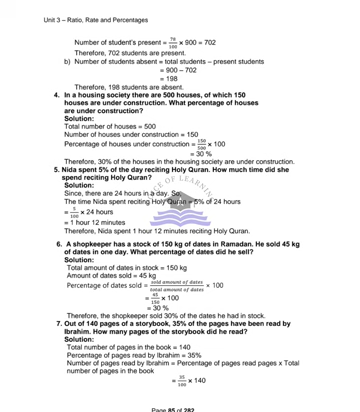 Unit 3 – Ratio, Rate and Percentages
Number of student's present = 78/100 × 900 = 702
Therefore, 702 students are present.
b) Number of students absent = total students – present students
= 900 – 702
= 198
Therefore, 198 students are absent.
4. In a housing society there are 500 houses, of which 150
houses are under construction. What percentage of houses
are under construction?
Solution:
Total number of houses = 500
Number of houses under construction = 150
Percentage of houses under construction = 150/500 × 100
= 30 %
Therefore, 30% of the houses in the housing society are under construction.
5. Nida spent 5% of the day reciting Holy Quran. How much time did she
spend reciting Holy Quran?
Solution:
Since, there are 24 hours in a day. So,
The time Nida spent reciting Holy Quran = 5% of 24 hours
= 5/100 × 24 hours
= 1 hour 12 minutes
Therefore, Nida spent 1 hour 12 minutes reciting Holy Quran.
6. A shopkeeper has a stock of 150 kg of dates in Ramadan. He sold 45 kg
of dates in one day. What percentage of dates did he sell?
Solution:
Total amount of dates in stock = 150 kg
Amount of dates sold = 45 kg
Percentage of dates sold = sold amount of dates/total amount of dates × 100
= 45/150 × 100
= 30 %
Therefore, the shopkeeper sold 30% of the dates he had in stock.
7. Out of 140 pages of a storybook, 35% of the pages have been read by
Ibrahim. How many pages of the storybook did he read?
Solution:
Total number of pages in the book = 140
Percentage of pages read by Ibrahim = 35%
Number of pages read by Ibrahim = Percentage of pages read pages x Total
number of pages in the book
= 35/100 × 140
Page 85 of 282